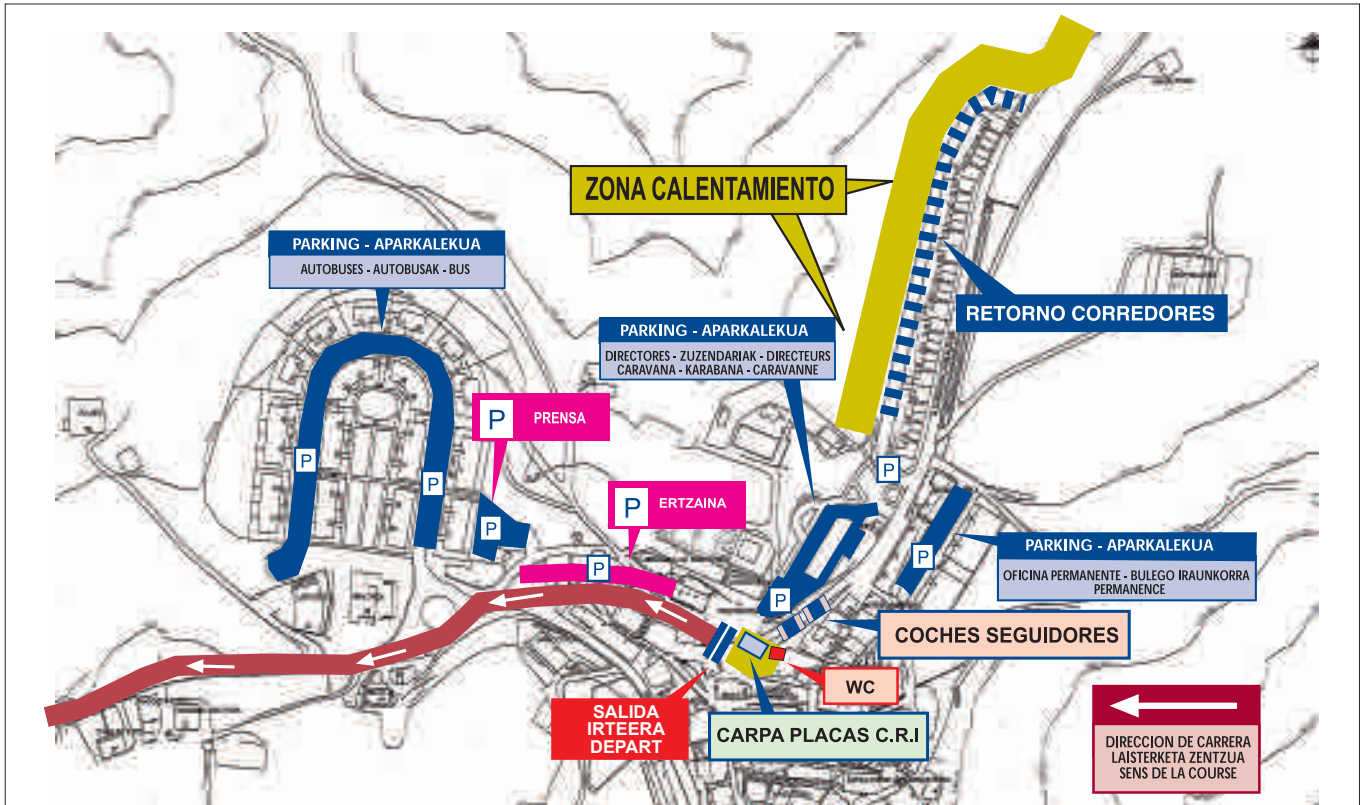 ZONA CALENTAMIENTO
PARKING - APARKALEKUA
AUTOBUSES - AUTOBUSAK - BUS
RETORNO CORREDORES
PARKING - APARKALEKUA
DIRECTORES - ZUZENDARIAK - DIRECTEURS
CARAVANA - KARABANA - CARAVANNE
P PRENSA
P
P
P
P
P ERTZAINA
P
P
P
PARKING - APARKALEKUA
OFICINA PERMANENTE - BULEGO IRAUNKORRA
PERMANENCE
P
COCHES SEGUIDORES
WC
SALIDA
IRTEERA
DEPART
CARPA PLACAS C.R.I
DIRECCION DE CARRERA
LAISTERKETA ZENTZUA
SENS DE LA COURSE